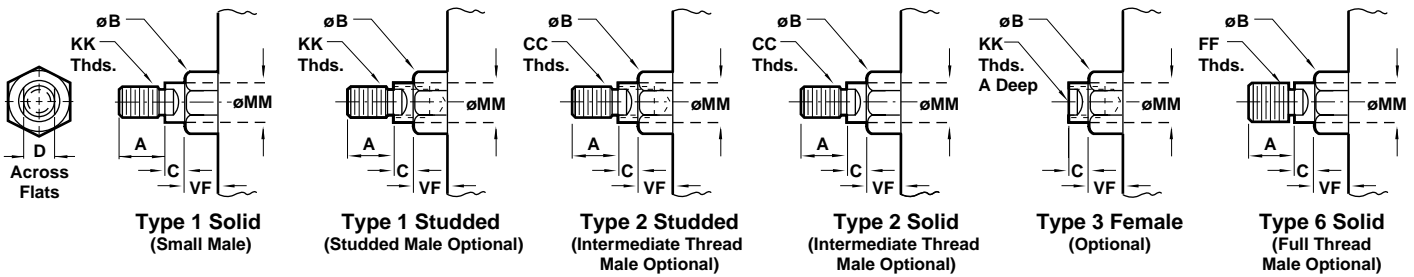 øB
KK
Thds.
øMM
A
C
VF
D
Across
Flats
Type 1 Solid
(Small Male)
øB
KK
Thds.
øMM
A
C
VF
Type 1 Studded
(Studded Male Optional)
øB
CC
Thds.
øMM
A
C
VF
Type 2 Studded
(Intermediate Thread
Male Optional)
øB
CC
Thds.
øMM
A
C
VF
Type 2 Solid
(Intermediate Thread
Male Optional)
øB
KK
Thds.
A Deep
øMM
C
VF
Type 3 Female
(Optional)
øB
FF
Thds.
øMM
A
C
VF
Type 6 Solid
(Full Thread
Male Optional)